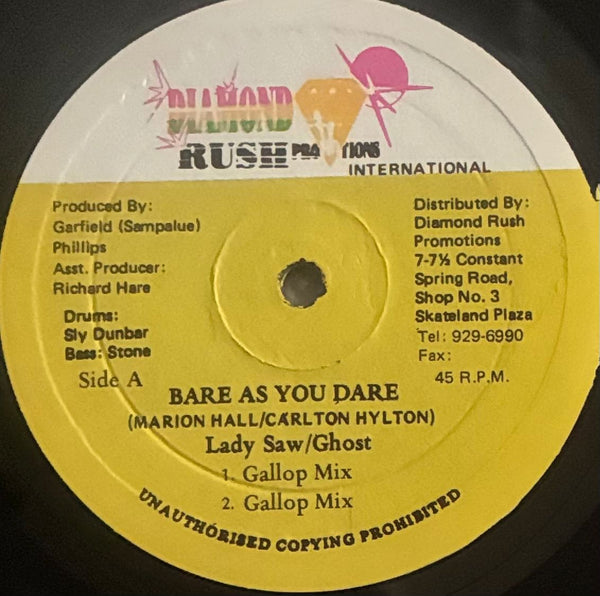 DIAMOND
RUSH PROMOTIONS
INTERNATIONAL
Produced By:
Garfield (Sampalue)
Phillips
Asst. Producer:
Richard Hare
Drums:
Sly Dunbar
Bass: Stone
Side A
Distributed By:
Diamond Rush
Promotions
7-7½ Constant
Spring Road,
Shop No. 3
Skateland Plaza
Tel: 929-6990
Fax:
45 R.P.M.
BARE AS YOU DARE
(MARION HALL/CARLTON HYLTON)
Lady Saw/Ghost
1. Gallop Mix
2. Gallop Mix
UNAUTHORISED COPYING PROHIBITED